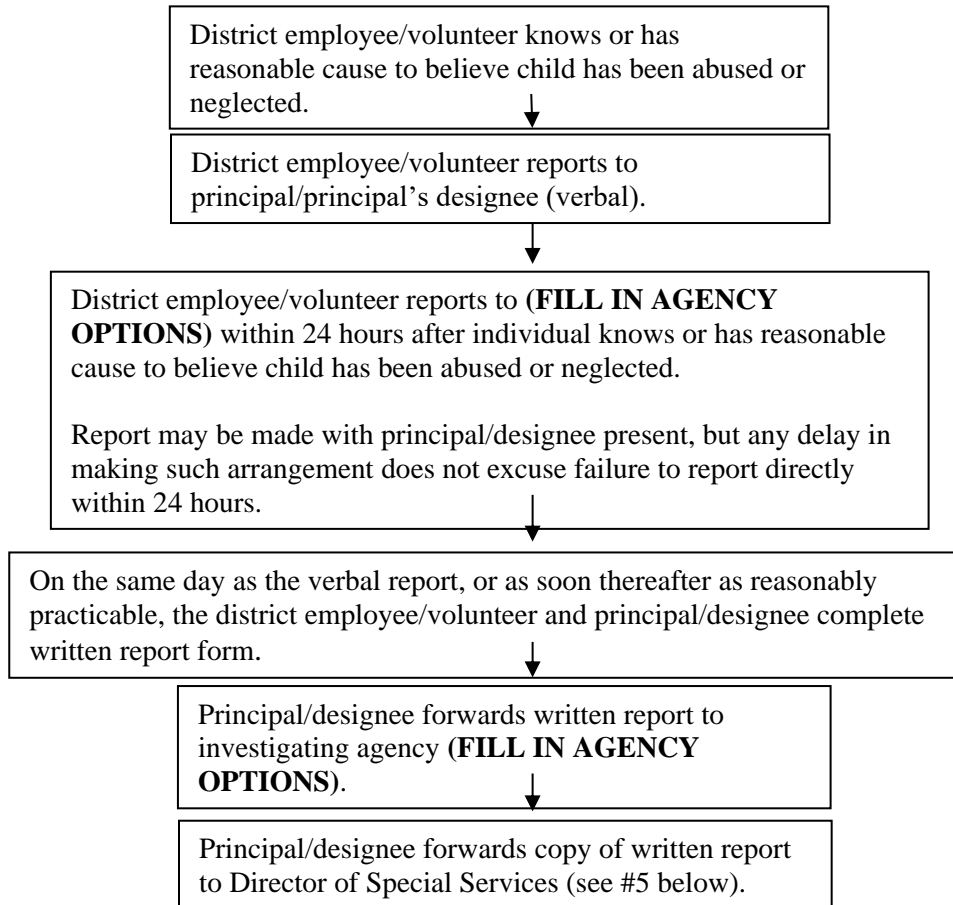 District employee/volunteer knows or has
reasonable cause to believe child has been abused or
neglected.
District employee/volunteer reports to
principal/principal’s designee (verbal).
District employee/volunteer reports to (FILL IN AGENCY
OPTIONS) within 24 hours after individual knows or has reasonable
cause to believe child has been abused or neglected.
Report may be made with principal/designee present, but any delay in
making such arrangement does not excuse failure to report directly
within 24 hours.
On the same day as the verbal report, or as soon thereafter as reasonably
practicable, the district employee/volunteer and principal/designee complete
written report form.
Principal/designee forwards written report to
investigating agency (FILL IN AGENCY
OPTIONS).
Principal/designee forwards copy of written report
to Director of Special Services (see #5 below).